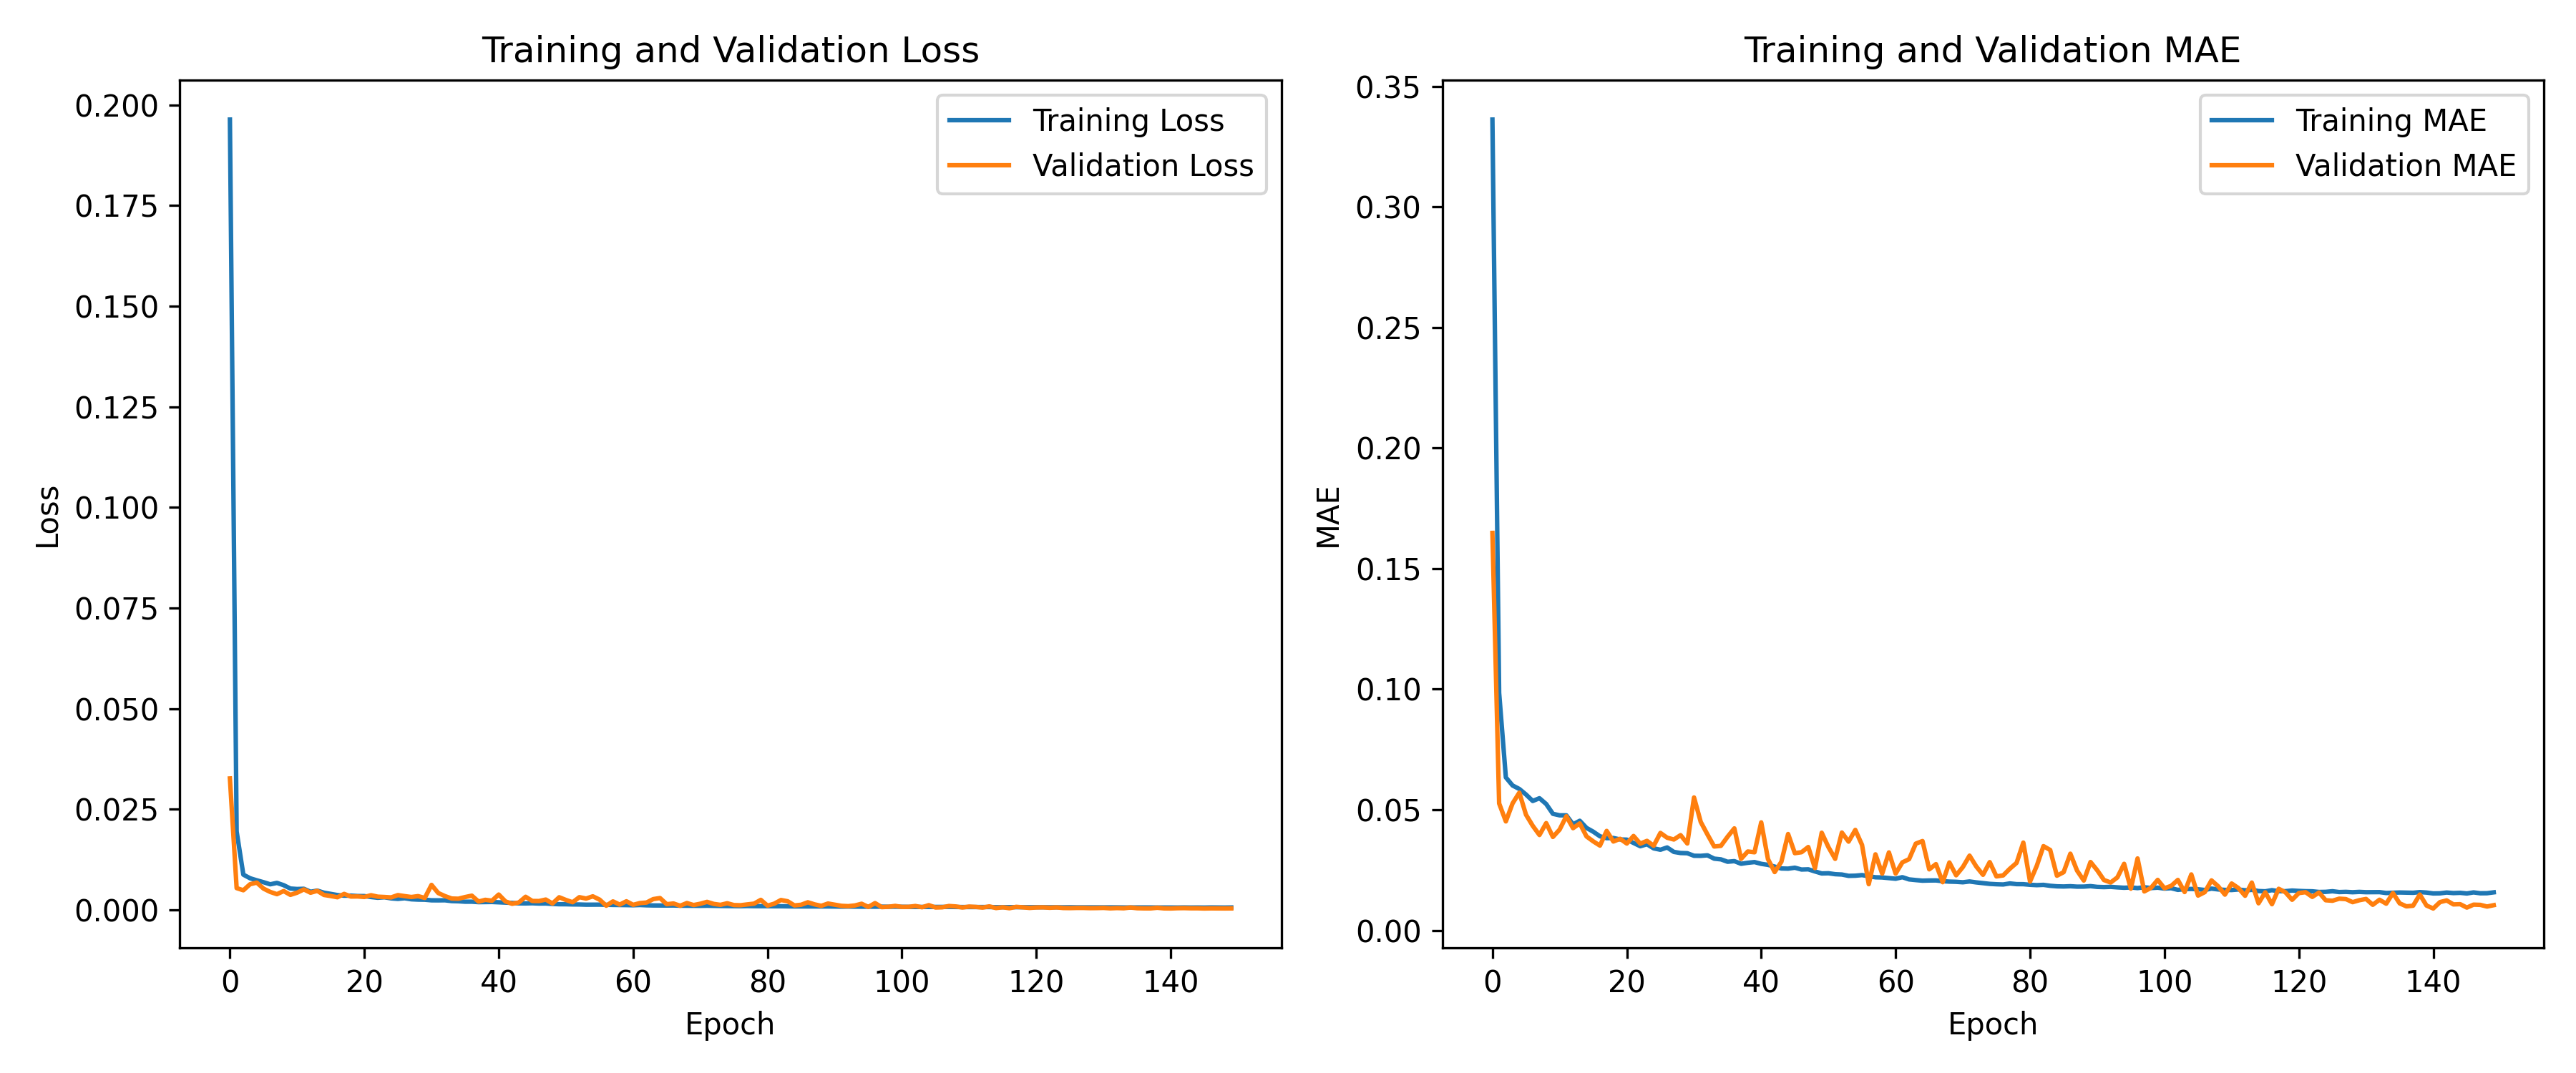 Training and Validation Loss
0.200
0.175
0.150
0.125
0.100
0.075
0.050
0.025
0.000
Loss
Training Loss
Validation Loss
0 20 40 60 80 100 120 140
Epoch
Training and Validation MAE
0.35
0.30
0.25
0.20
0.15
0.10
0.05
0.00
MAE
Training MAE
Validation MAE
0 20 40 60 80 100 120 140
Epoch